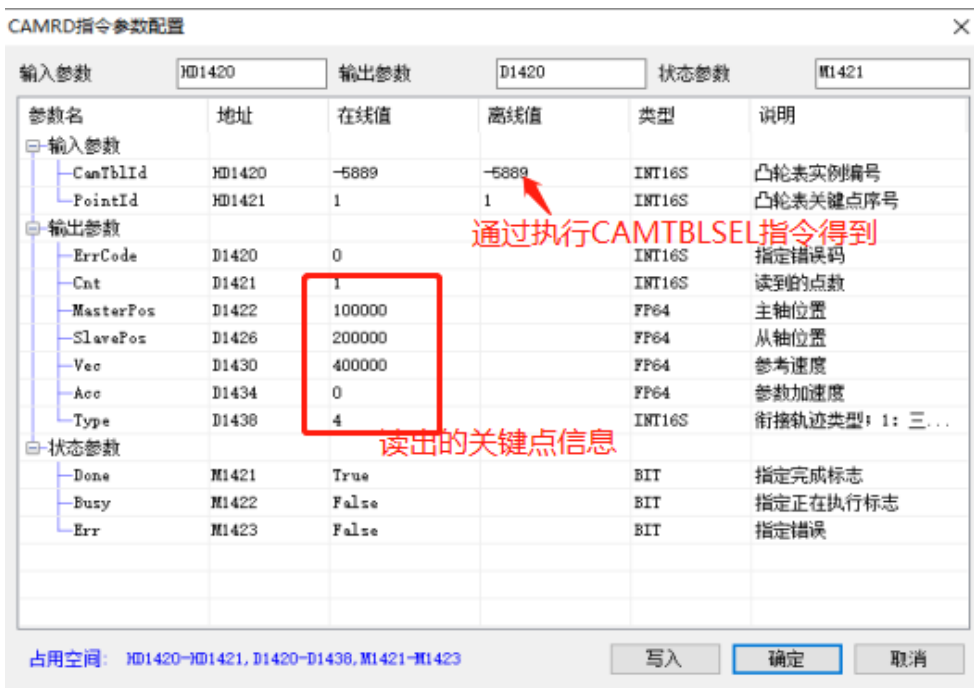 CAMRD指令参数配置
输入参数 HD1420 输出参数 D1420 状态参数 M1421
参数名 地址 在线值 离线值 类型 说明
输入参数
CamTblId HD1420 -5889 -5889 INT16S 凸轮表实例编号
PointId HD1421 1 1 INT16S 凸轮表关键点序号
通过执行CAMTBLSEL指令得到
输出参数
ErrCode D1420 0 INT16S 指定错误码
Cnt D1421 1 INT16S 读到的点数
MasterPos D1422 100000 FP64 主轴位置
SlavePos D1426 200000 FP64 从轴位置
Vec D1430 400000 FP64 参考速度
Acc D1434 0 FP64 参数加速度
Type D1438 4 INT16S 衔接轨迹类型; 1: 三...
读出的关键点信息
状态参数
Done M1421 True BIT 指定完成标志
Busy M1422 False BIT 指定正在执行标志
Err M1423 False BIT 指定错误
占用空间: HD1420-HD1421,D1420-D1438,M1421-M1423 写入 确定 取消